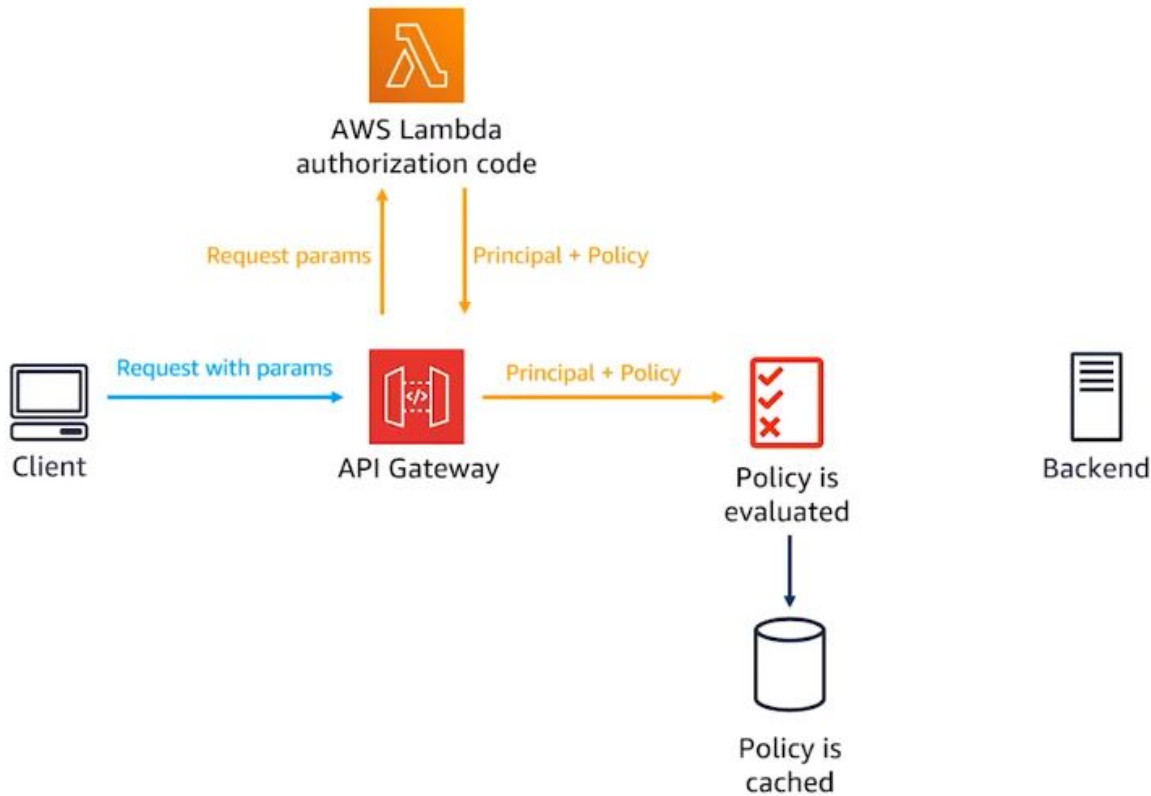 AWS Lambda
authorization code
Request params
Principal + Policy
Request with params
Principal + Policy
</>
Client
API Gateway
Policy is
evaluated
Backend
Policy is
cached